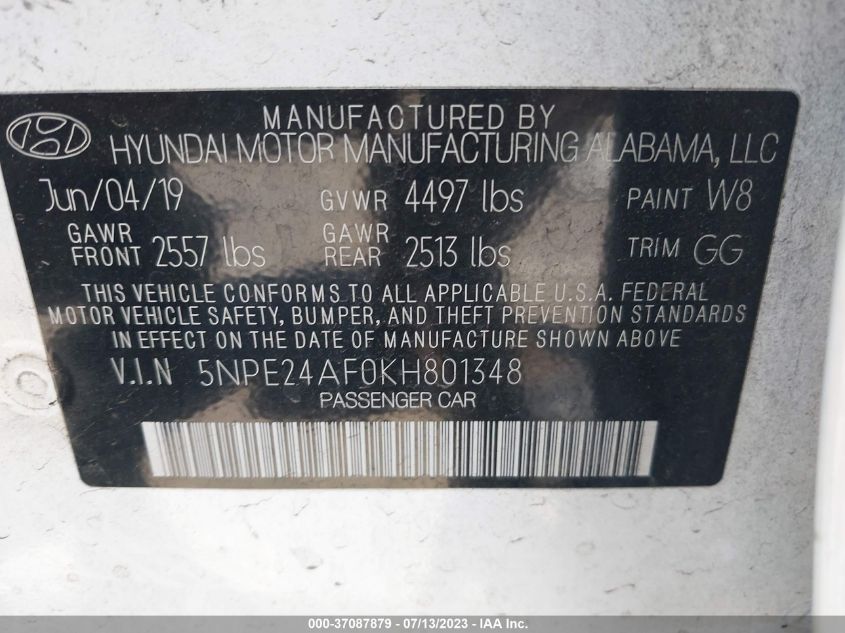 MANUFACTURED BY
HYUNDAI MOTOR MANUFACTURING ALABAMA, LLC
Jun/04/19 GVWR 4497 lbs PAINT W8
GAWR FRONT 2557 lbs GAWR REAR 2513 lbs TRIM GG
THIS VEHICLE CONFORMS TO ALL APPLICABLE U.S.A. FEDERAL
MOTOR VEHICLE SAFETY, BUMPER, AND THEFT PREVENTION STANDARDS
IN EFFECT ON THE DATE OF MANUFACTURE SHOWN ABOVE.
V.I.N 5NPE24AF0KH801348
PASSENGER CAR
000-37087879 - 07/13/2023 - IAA Inc.